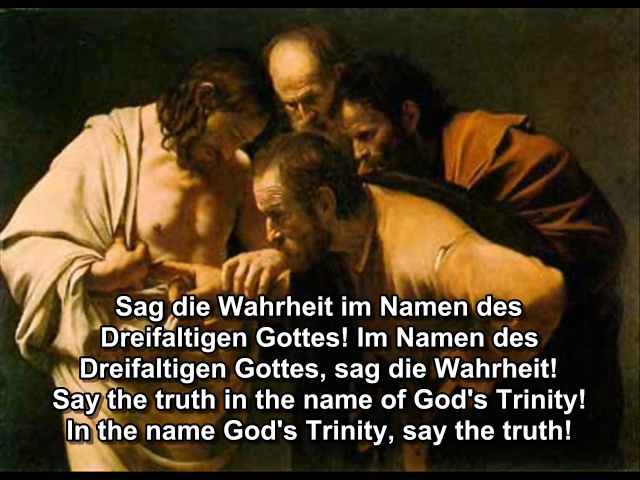 Sag die Wahrheit im Namen des
Dreifaltigen Gottes! Im Namen des
Dreifaltigen Gottes, sag die Wahrheit!
Say the truth in the name of God's Trinity!
In the name God's Trinity, say the truth!